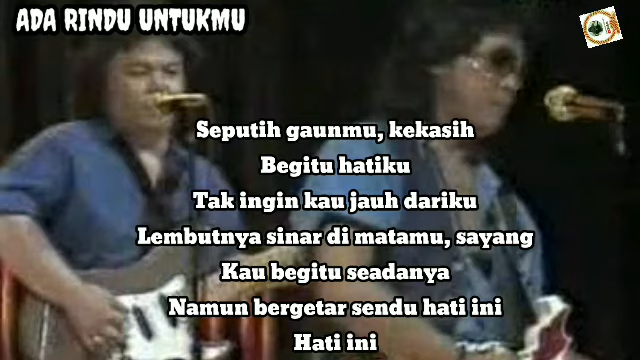 ADA RINDU UNTUKMU
Seputih gaunmu, kekasih
Begitu hatiku
Tak ingin kau jauh dariku
Lembutnya sinar di matamu, sayang
Kau begitu seadanya
Namun bergetar sendu hati ini
Hati ini